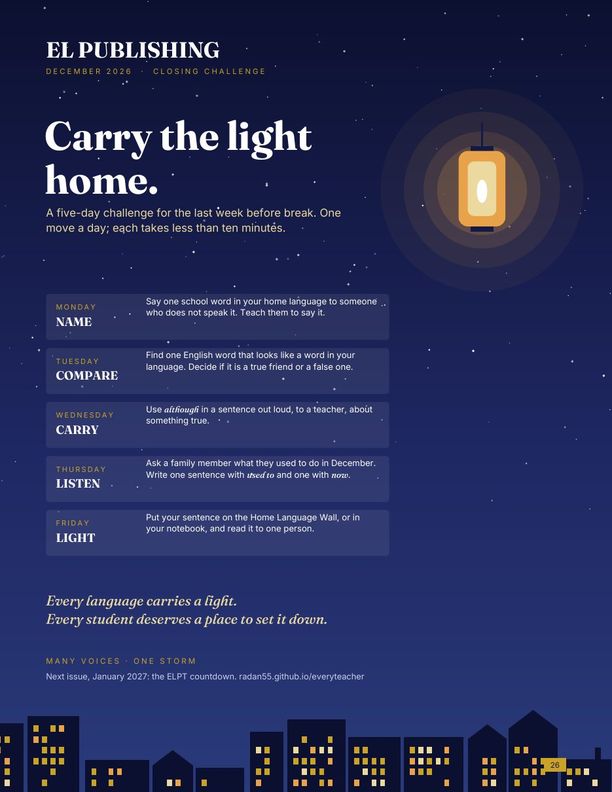 EL PUBLISHING
DECEMBER 2026 · CLOSING CHALLENGE
Carry the light
home.
A five-day challenge for the last week before break. One
move a day; each takes less than ten minutes.
MONDAY
NAME
Say one school word in your home language to someone
who does not speak it. Teach them to say it.
TUESDAY
COMPARE
Find one English word that looks like a word in your
language. Decide if it is a true friend or a false one.
WEDNESDAY
CARRY
Use although in a sentence out loud, to a teacher, about
something true.
THURSDAY
LISTEN
Ask a family member what they used to do in December.
Write one sentence with used to and one with now.
FRIDAY
LIGHT
Put your sentence on the Home Language Wall, or in
your notebook, and read it to one person.
Every language carries a light.
Every student deserves a place to set it down.
MANY VOICES · ONE STORM
Next issue, January 2027: the ELPT countdown. radan55.github.io/everyteacher
26